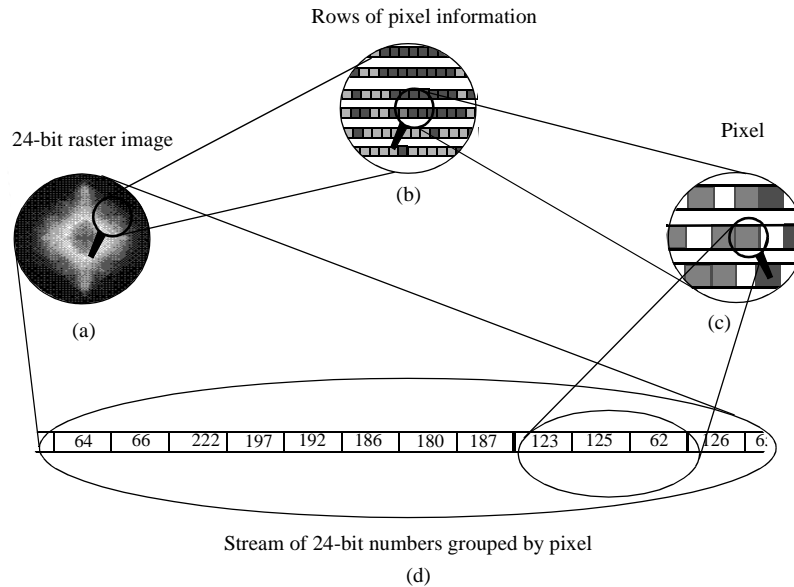 Rows of pixel information
24-bit raster image
Pixel
(b)
(a)
(c)
64 66 222 197 192 186 180 187 123 125 62 126
Stream of 24-bit numbers grouped by pixel
(d)